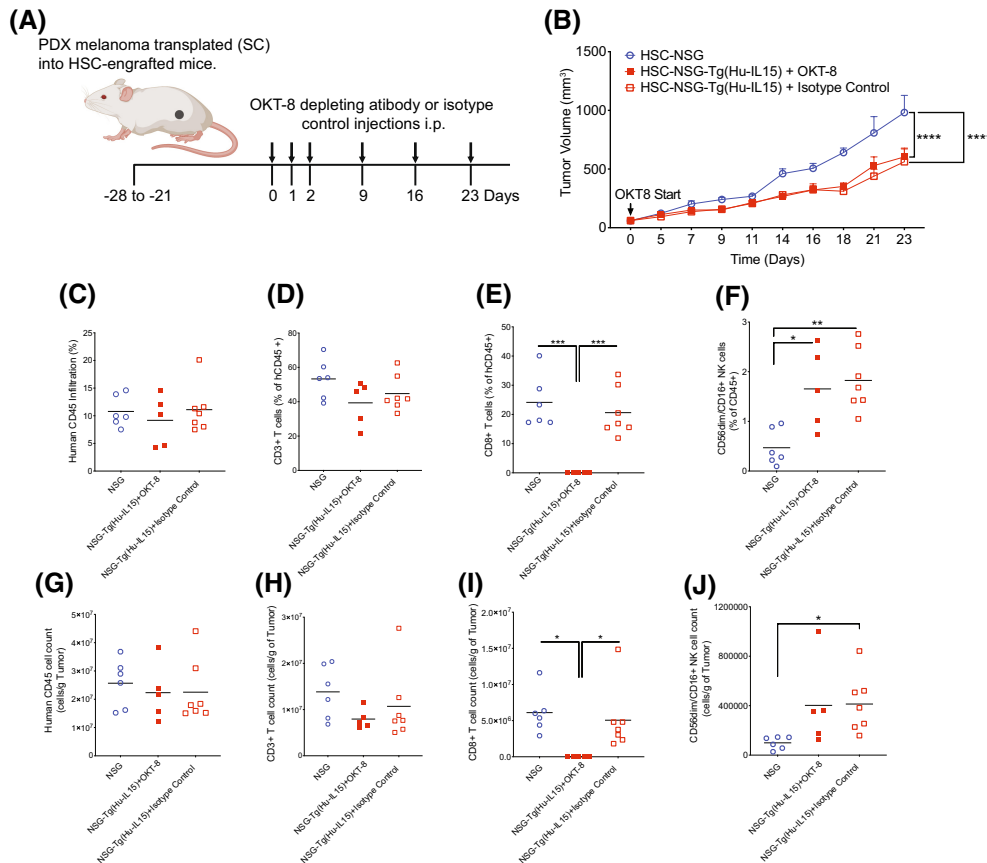 (A)
PDX melanoma transplated (SC)
into HSC-engrafted mice.
OKT-8 depleting atibody or isotype
control injections i.p.
-28 to -21
0 1 2 9 16 23 Days
(B)
HSC-NSG
HSC-NSG-Tg(Hu-IL15) + OKT-8
HSC-NSG-Tg(Hu-IL15) + Isotype Control
Tumor Volume (mm³)
1500
1000
500
0
OKT8 Start
****
***
0 5 7 9 11 14 16 18 21 23
Time (Days)
(C)
Human CD45 Infiltration (%)
25
20
15
10
5
0
NSG
NSG-Tg(Hu-IL15)+OKT-8
NSG-Tg(Hu-IL15)+Isotype Control
(D)
CD3+ T cells (% of hCD45 +)
80
60
40
20
0
NSG
NSG-Tg(Hu-IL15)+OKT-8
NSG-Tg(Hu-IL15)+Isotype Control
(E)
CD8+ T cells (% of hCD45+)
50
40
30
20
10
0
*** ***
NSG
NSG-Tg(Hu-IL15)+OKT-8
NSG-Tg(Hu-IL15)+Isotype Control
(F)
CD56dim/CD16+ NK cells
(% of CD45+)
3
2
1
0
**
*
NSG
NSG-Tg(Hu-IL15)+OKT-8
NSG-Tg(Hu-IL15)+Isotype Control
(G)
Human CD45 cell count
(cells/g Tumor)
5×10⁷
4×10⁷
3×10⁷
2×10⁷
1×10⁷
0
NSG
NSG-Tg(Hu-IL15)+OKT-8
NSG-Tg(Hu-IL15)+Isotype Control
(H)
CD3+ T cell count (cells/g of Tumor)
3×10⁷
2×10⁷
1×10⁷
0
NSG
NSG-Tg(Hu-IL15)+OKT-8
NSG-Tg(Hu-IL15)+Isotype Control
(I)
CD8+ T cell count (cells/g of Tumor)
2.0×10⁷
1.5×10⁷
1.0×10⁷
5.0×10⁶
0.0
* *
NSG
NSG-Tg(Hu-IL15)+OKT-8
NSG-Tg(Hu-IL15)+Isotype Control
(J)
CD56dim/CD16+ NK cell count
(cells/g of Tumor)
1200000
800000
400000
0
*
NSG
NSG-Tg(Hu-IL15)+OKT-8
NSG-Tg(Hu-IL15)+Isotype Control